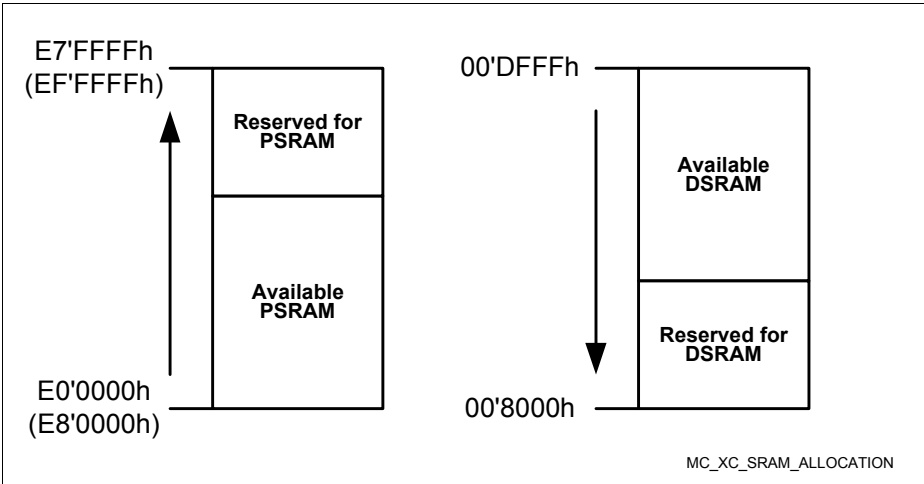 E7'FFFFh
(EF'FFFFh)
Reserved for
PSRAM
Available
PSRAM
E0'0000h
(E8'0000h)
00'DFFFh
Available
DSRAM
Reserved for
DSRAM
00'8000h
MC_XC_SRAM_ALLOCATION